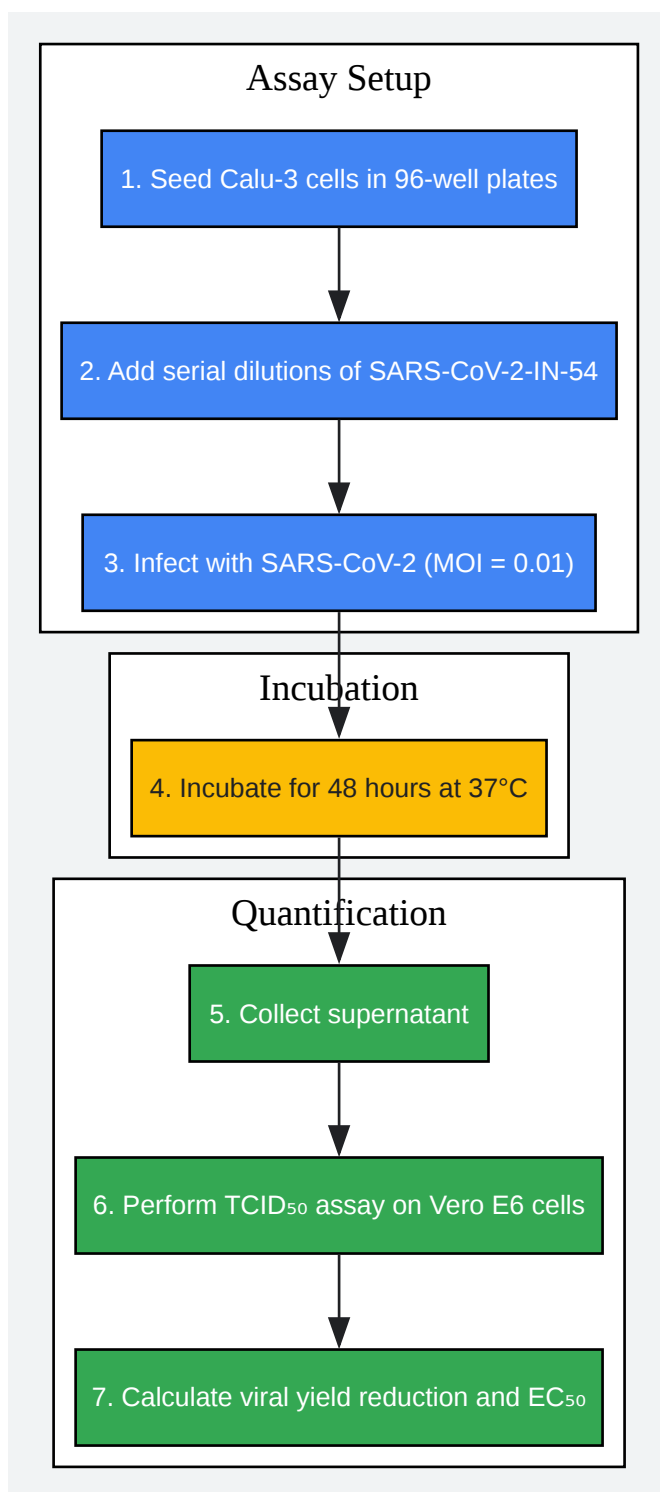 Assay Setup
1. Seed Calu-3 cells in 96-well plates
2. Add serial dilutions of SARS-CoV-2-IN-54
3. Infect with SARS-CoV-2 (MOI = 0.01)
Incubation
4. Incubate for 48 hours at 37°C
Quantification
5. Collect supernatant
6. Perform TCID₅₀ assay on Vero E6 cells
7. Calculate viral yield reduction and EC₅₀